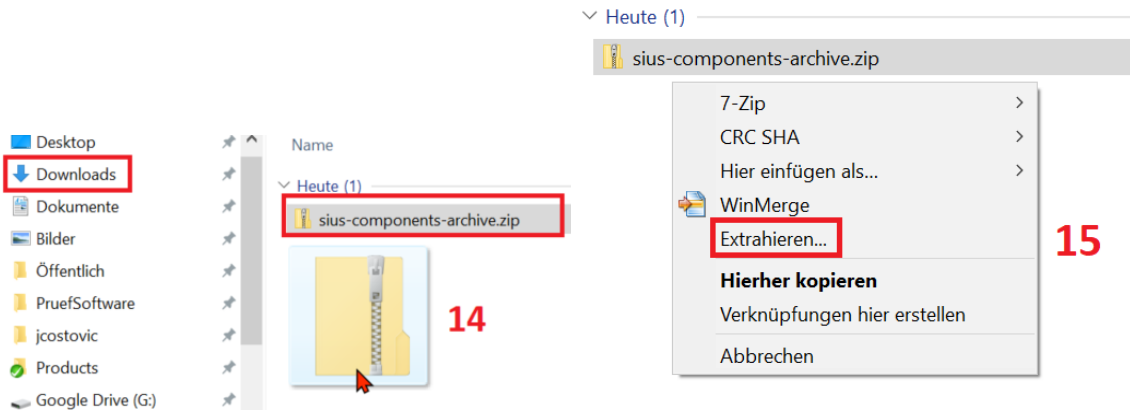 Desktop
Downloads
Dokumente
Bilder
Öffentlich
PruefSoftware
jcostovic
Products
Google Drive (G:)
Name
Heute (1)
sius-components-archive.zip
14
Heute (1)
sius-components-archive.zip
7-Zip
CRC SHA
Hier einfügen als...
WinMerge
Extrahieren...
Hierher kopieren
Verknüpfungen hier erstellen
Abbrechen
15